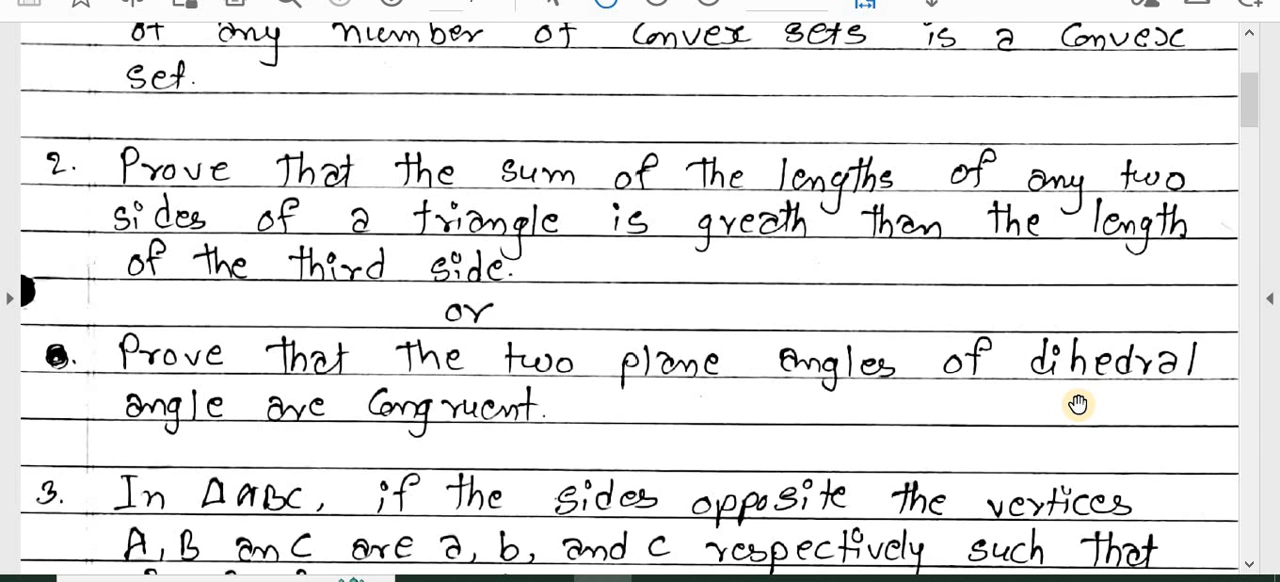 of any number of convex sets is a convex
set.
2. Prove that the sum of the lengths of any two
sides of a triangle is greath than the length
of the third side.
or
Prove that the two plane angles of dihedral
angle are congruent.
3. In ΔABC, if the sides opposite the vertices
A, B an C are a, b, and c respectively such that